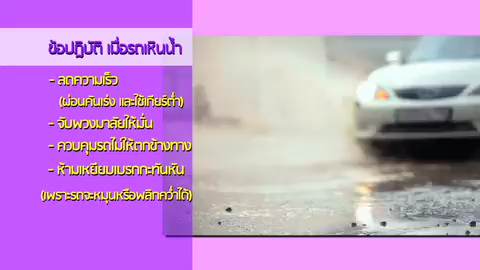 ข้อปฏิบัติ เมื่อรถเหินน้ำ
- ลดความเร็ว
(ผ่อนคันเร่ง และใช้เกียร์ต่ำ)
- จับพวงมาลัยให้มั่น
- ควบคุมรถไม่ให้ตกข้างทาง
- ห้ามเหยียบเบรกกะทันหัน
(เพราะรถจะหมุนหรือพลิกคว่ำได้)